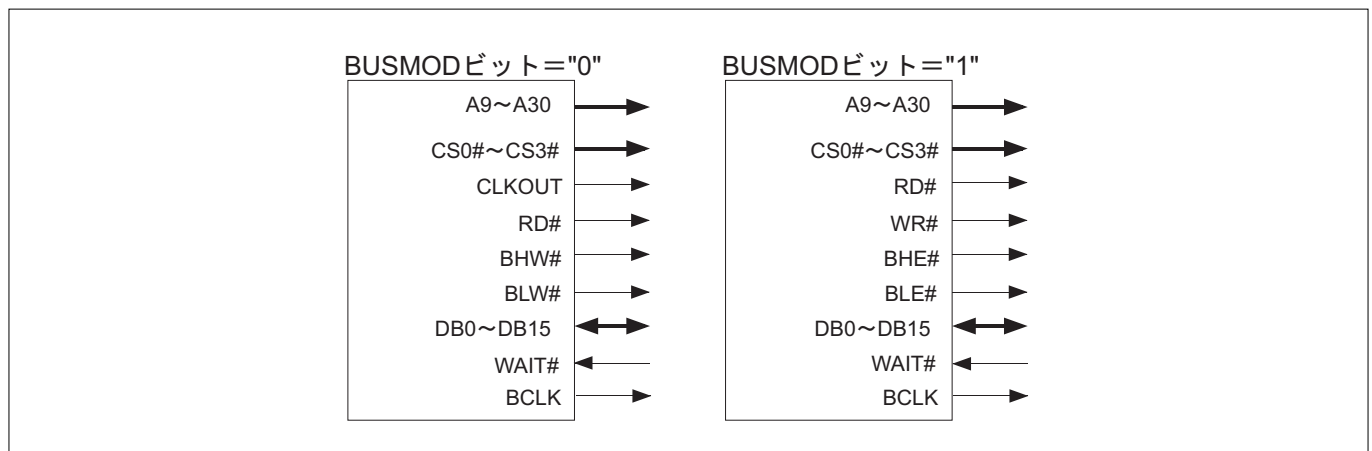 BUSMODビット＝"0"
A9～A30
CS0#～CS3#
CLKOUT
RD#
BHW#
BLW#
DB0～DB15
WAIT#
BCLK
BUSMODビット＝"1"
A9～A30
CS0#～CS3#
RD#
WR#
BHE#
BLE#
DB0～DB15
WAIT#
BCLK